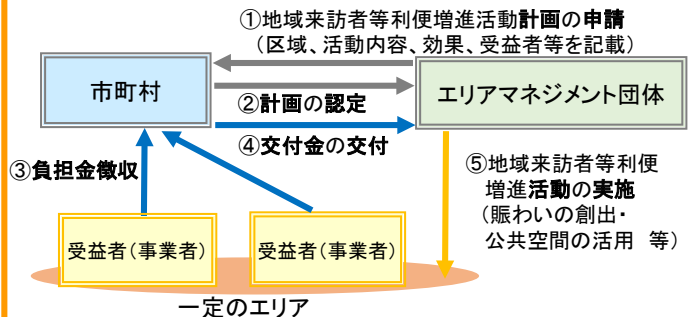 ①地域来訪者等利便増進活動計画の申請
（区域、活動内容、効果、受益者等を記載）
市町村
エリアマネジメント団体
②計画の認定
④交付金の交付
③負担金徴収
⑤地域来訪者等利便
増進活動の実施
（賑わいの創出・
公共空間の活用　等）
受益者（事業者）
受益者（事業者）
一定のエリア